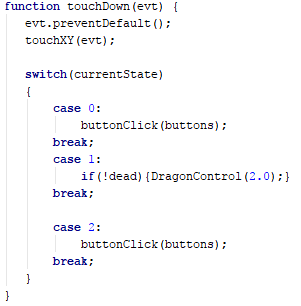 function touchDown(evt) {
evt.preventDefault();
touchXY(evt);
switch(currentState)
{
case 0:
buttonClick(buttons);
break;
case 1:
if(!dead){DragonControl(2.0);}
break;
case 2:
buttonClick(buttons);
break;
}
}